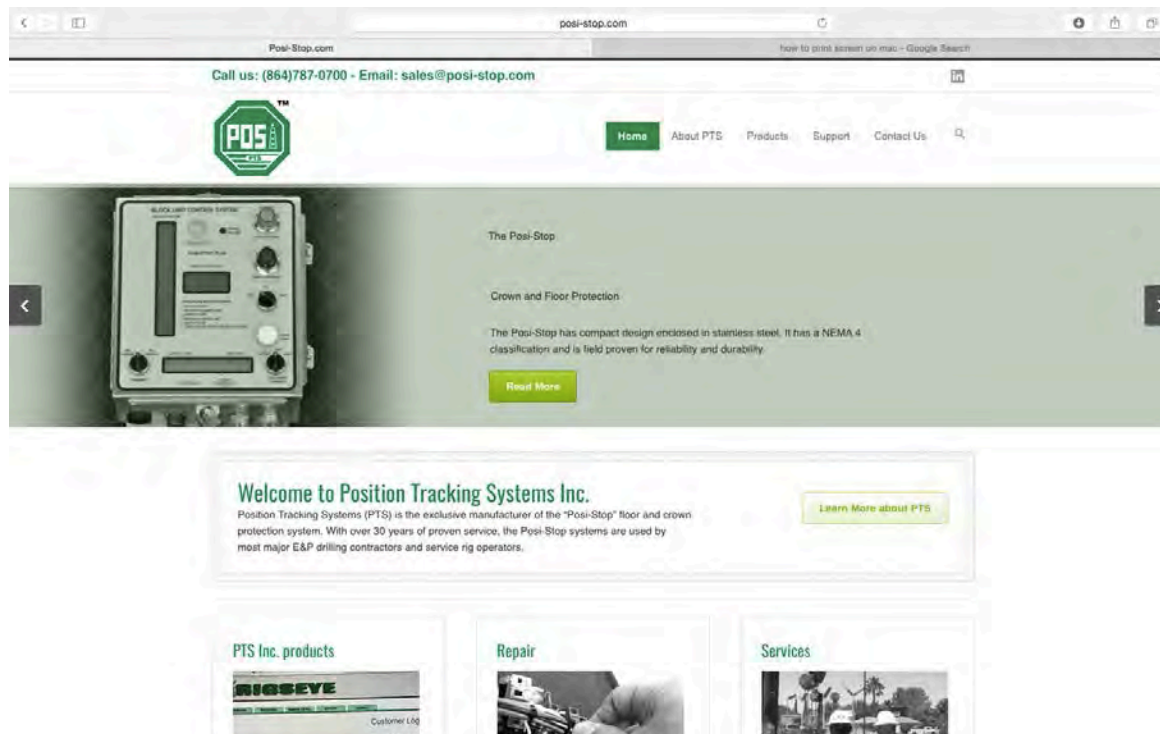 posi-stop.com
Posi-Stop.com
how to print screen on mac - Google Search
Call us: (864)787-0700 - Email: sales@posi-stop.com
in
TM
POS
PTS
Home About PTS Products Support Contact Us
BLOCK LIMIT CONTROL SYSTEM
The Posi-Stop
Crown and Floor Protection
The Posi-Stop has compact design enclosed in stainless steel. It has a NEMA 4
classification and is field proven for reliability and durability.
Read More
Welcome to Position Tracking Systems Inc.
Position Tracking Systems (PTS) is the exclusive manufacturer of the "Posi-Stop" floor and crown
protection system. With over 30 years of proven service, the Posi-Stop systems are used by
most major E&P drilling contractors and service rig operators.
Learn More about PTS
PTS Inc. products
Repair
Services
RIGSEYE
Customer Log